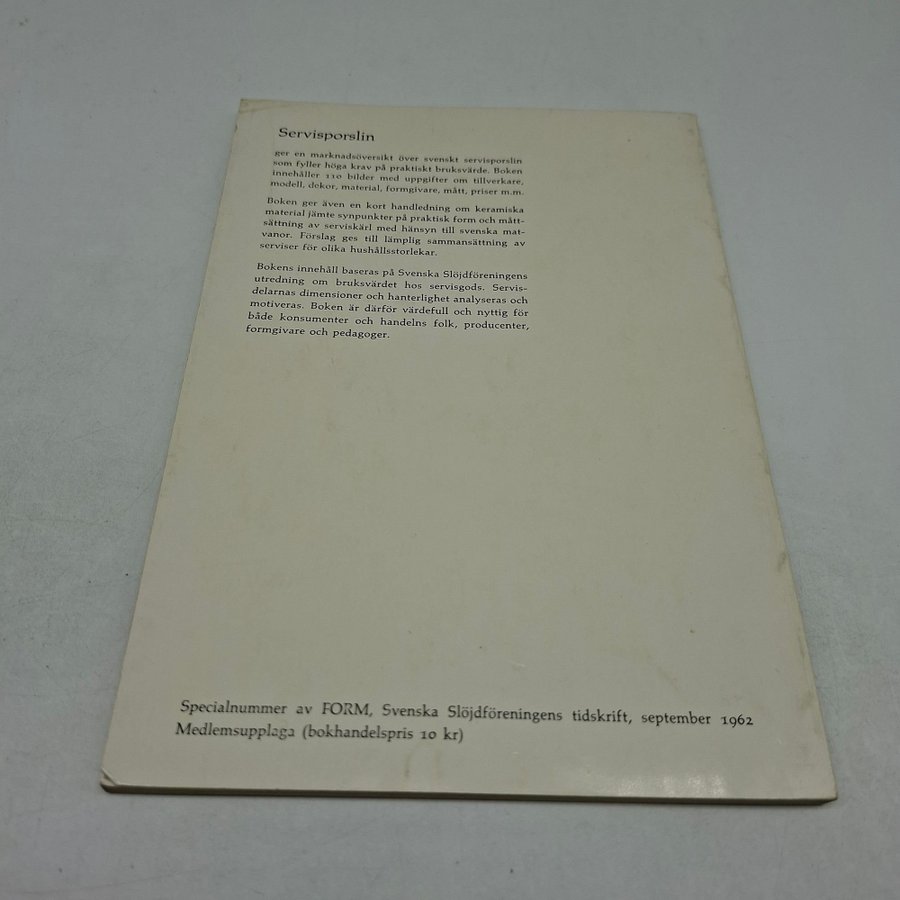 Servisporslin
ger en marknadsöversikt över svenskt servisporslin
som fyller höga krav på praktiskt bruksvärde. Boken
innehåller 110 bilder med uppgifter om tillverkare,
modell, dekor, material, formgivare, mått, priser m.m.
Boken ger även en kort handledning om keramiska
material jämte synpunkter på praktisk form och mått-
sättning av serviskärl med hänsyn till svenska mat-
vanor. Förslag ges till lämplig sammansättning av
serviser för olika hushållsstorlekar.
Bokens innehåll baseras på Svenska Slöjdföreningens
utredning om bruksvärdet hos servisgods. Servis-
delarnas dimensioner och hanterlighet analyseras och
motiveras. Boken är därför värdefull och nyttig för
både konsumenter och handelns folk, producenter,
formgivare och pedagoger.
Specialnummer av FORM, Svenska Slöjdföreningens tidskrift, september 1962
Medlemsupplaga (bokhandelspris 10 kr)